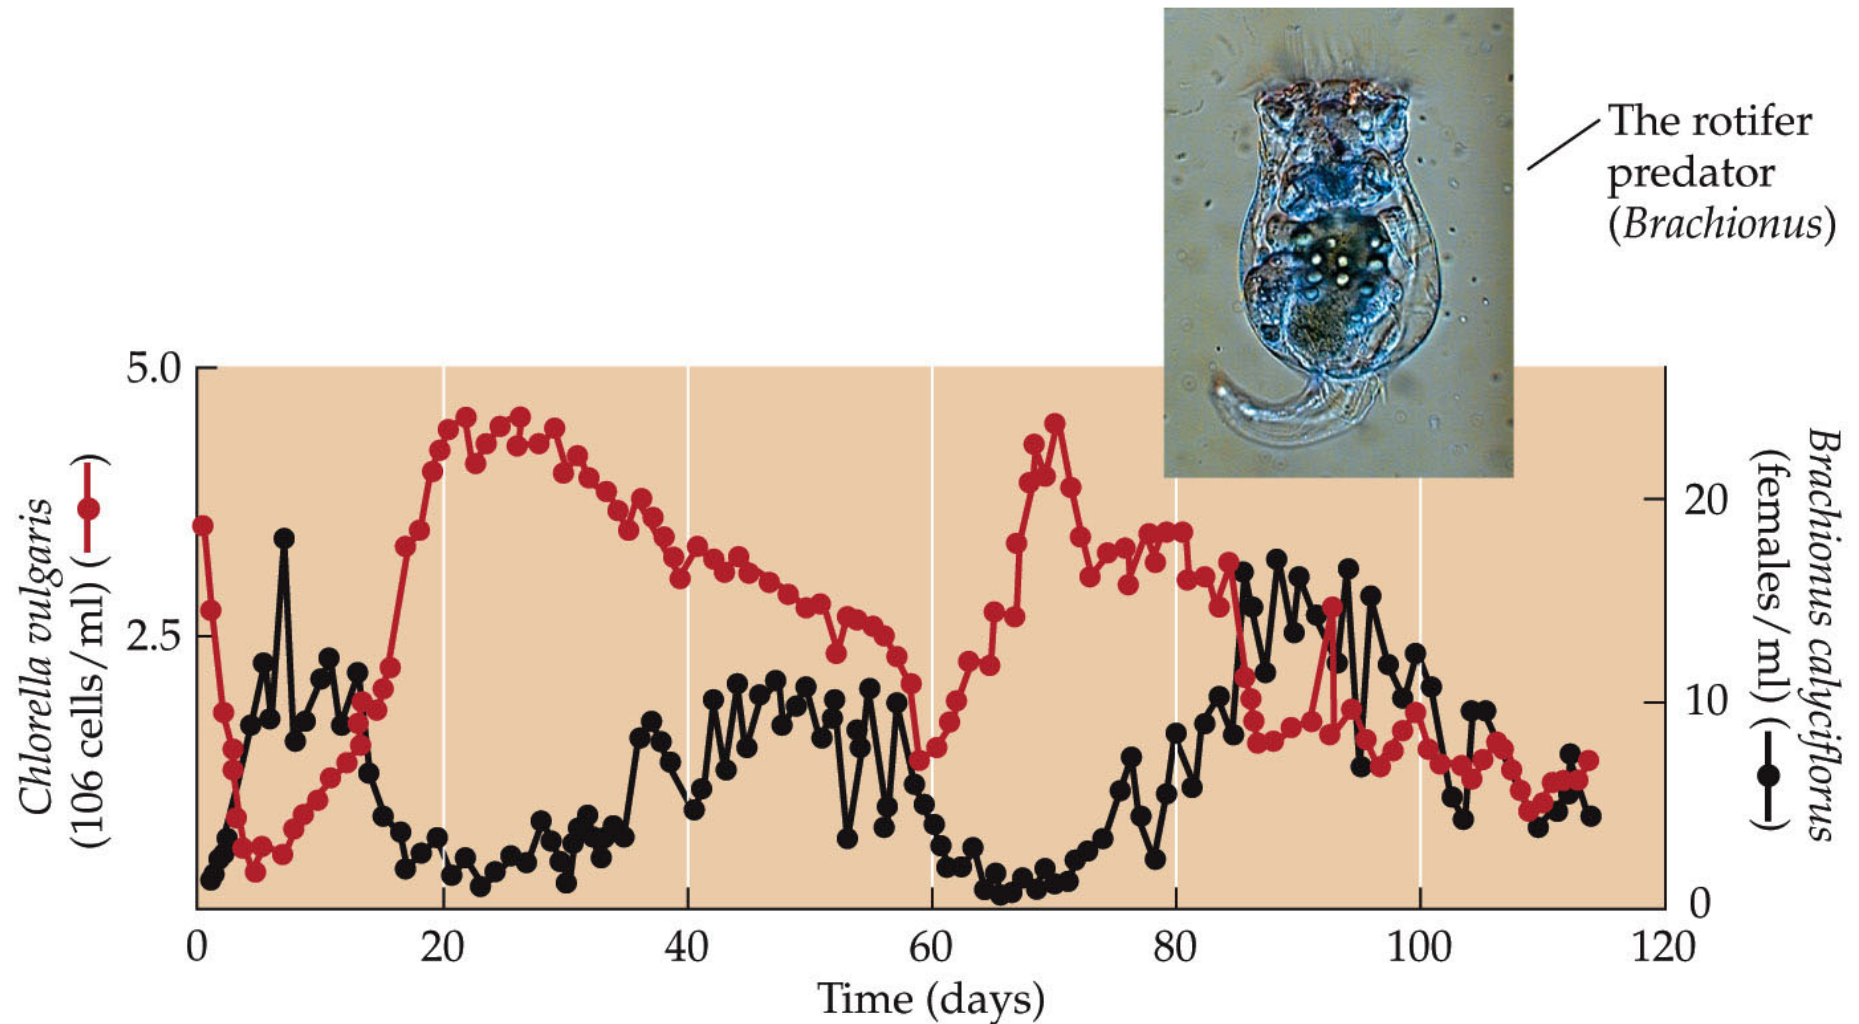 The rotifer
predator
(Brachionus)
Chlorella vulgaris
(106 cells/ml) ( )
5.0
2.5
20
10
0
Brachionus calyciflorus
(females/ml) ( )
0
20
40
60
80
100
120
Time (days)